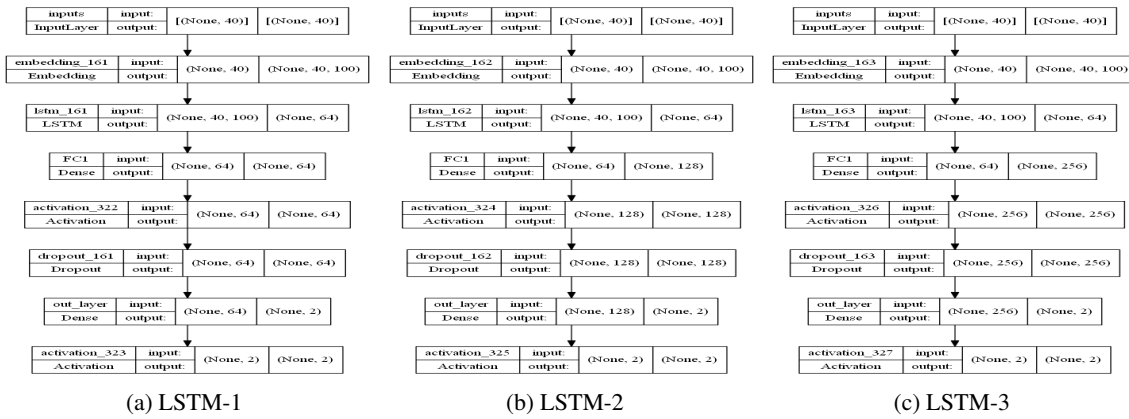 inputs input: [(None, 40)] [(None, 40)]
InputLayer output:
embedding_161 input: (None, 40) (None, 40, 100)
Embedding output:
lstm_161 input: (None, 40, 100) (None, 64)
LSTM output:
FC1 input: (None, 64) (None, 64)
Dense output:
activation_322 input: (None, 64) (None, 64)
Activation output:
dropout_161 input: (None, 64) (None, 64)
Dropout output:
out_layer input: (None, 64) (None, 2)
Dense output:
activation_323 input: (None, 2) (None, 2)
Activation output:
(a) LSTM-1
inputs input: [(None, 40)] [(None, 40)]
InputLayer output:
embedding_162 input: (None, 40) (None, 40, 100)
Embedding output:
lstm_162 input: (None, 40, 100) (None, 64)
LSTM output:
FC1 input: (None, 64) (None, 128)
Dense output:
activation_324 input: (None, 128) (None, 128)
Activation output:
dropout_162 input: (None, 128) (None, 128)
Dropout output:
out_layer input: (None, 128) (None, 2)
Dense output:
activation_325 input: (None, 2) (None, 2)
Activation output:
(b) LSTM-2
inputs input: [(None, 40)] [(None, 40)]
InputLayer output:
embedding_163 input: (None, 40) (None, 40, 100)
Embedding output:
lstm_163 input: (None, 40, 100) (None, 64)
LSTM output:
FC1 input: (None, 64) (None, 256)
Dense output:
activation_326 input: (None, 256) (None, 256)
Activation output:
dropout_163 input: (None, 256) (None, 256)
Dropout output:
out_layer input: (None, 256) (None, 2)
Dense output:
activation_327 input: (None, 2) (None, 2)
Activation output:
(c) LSTM-3